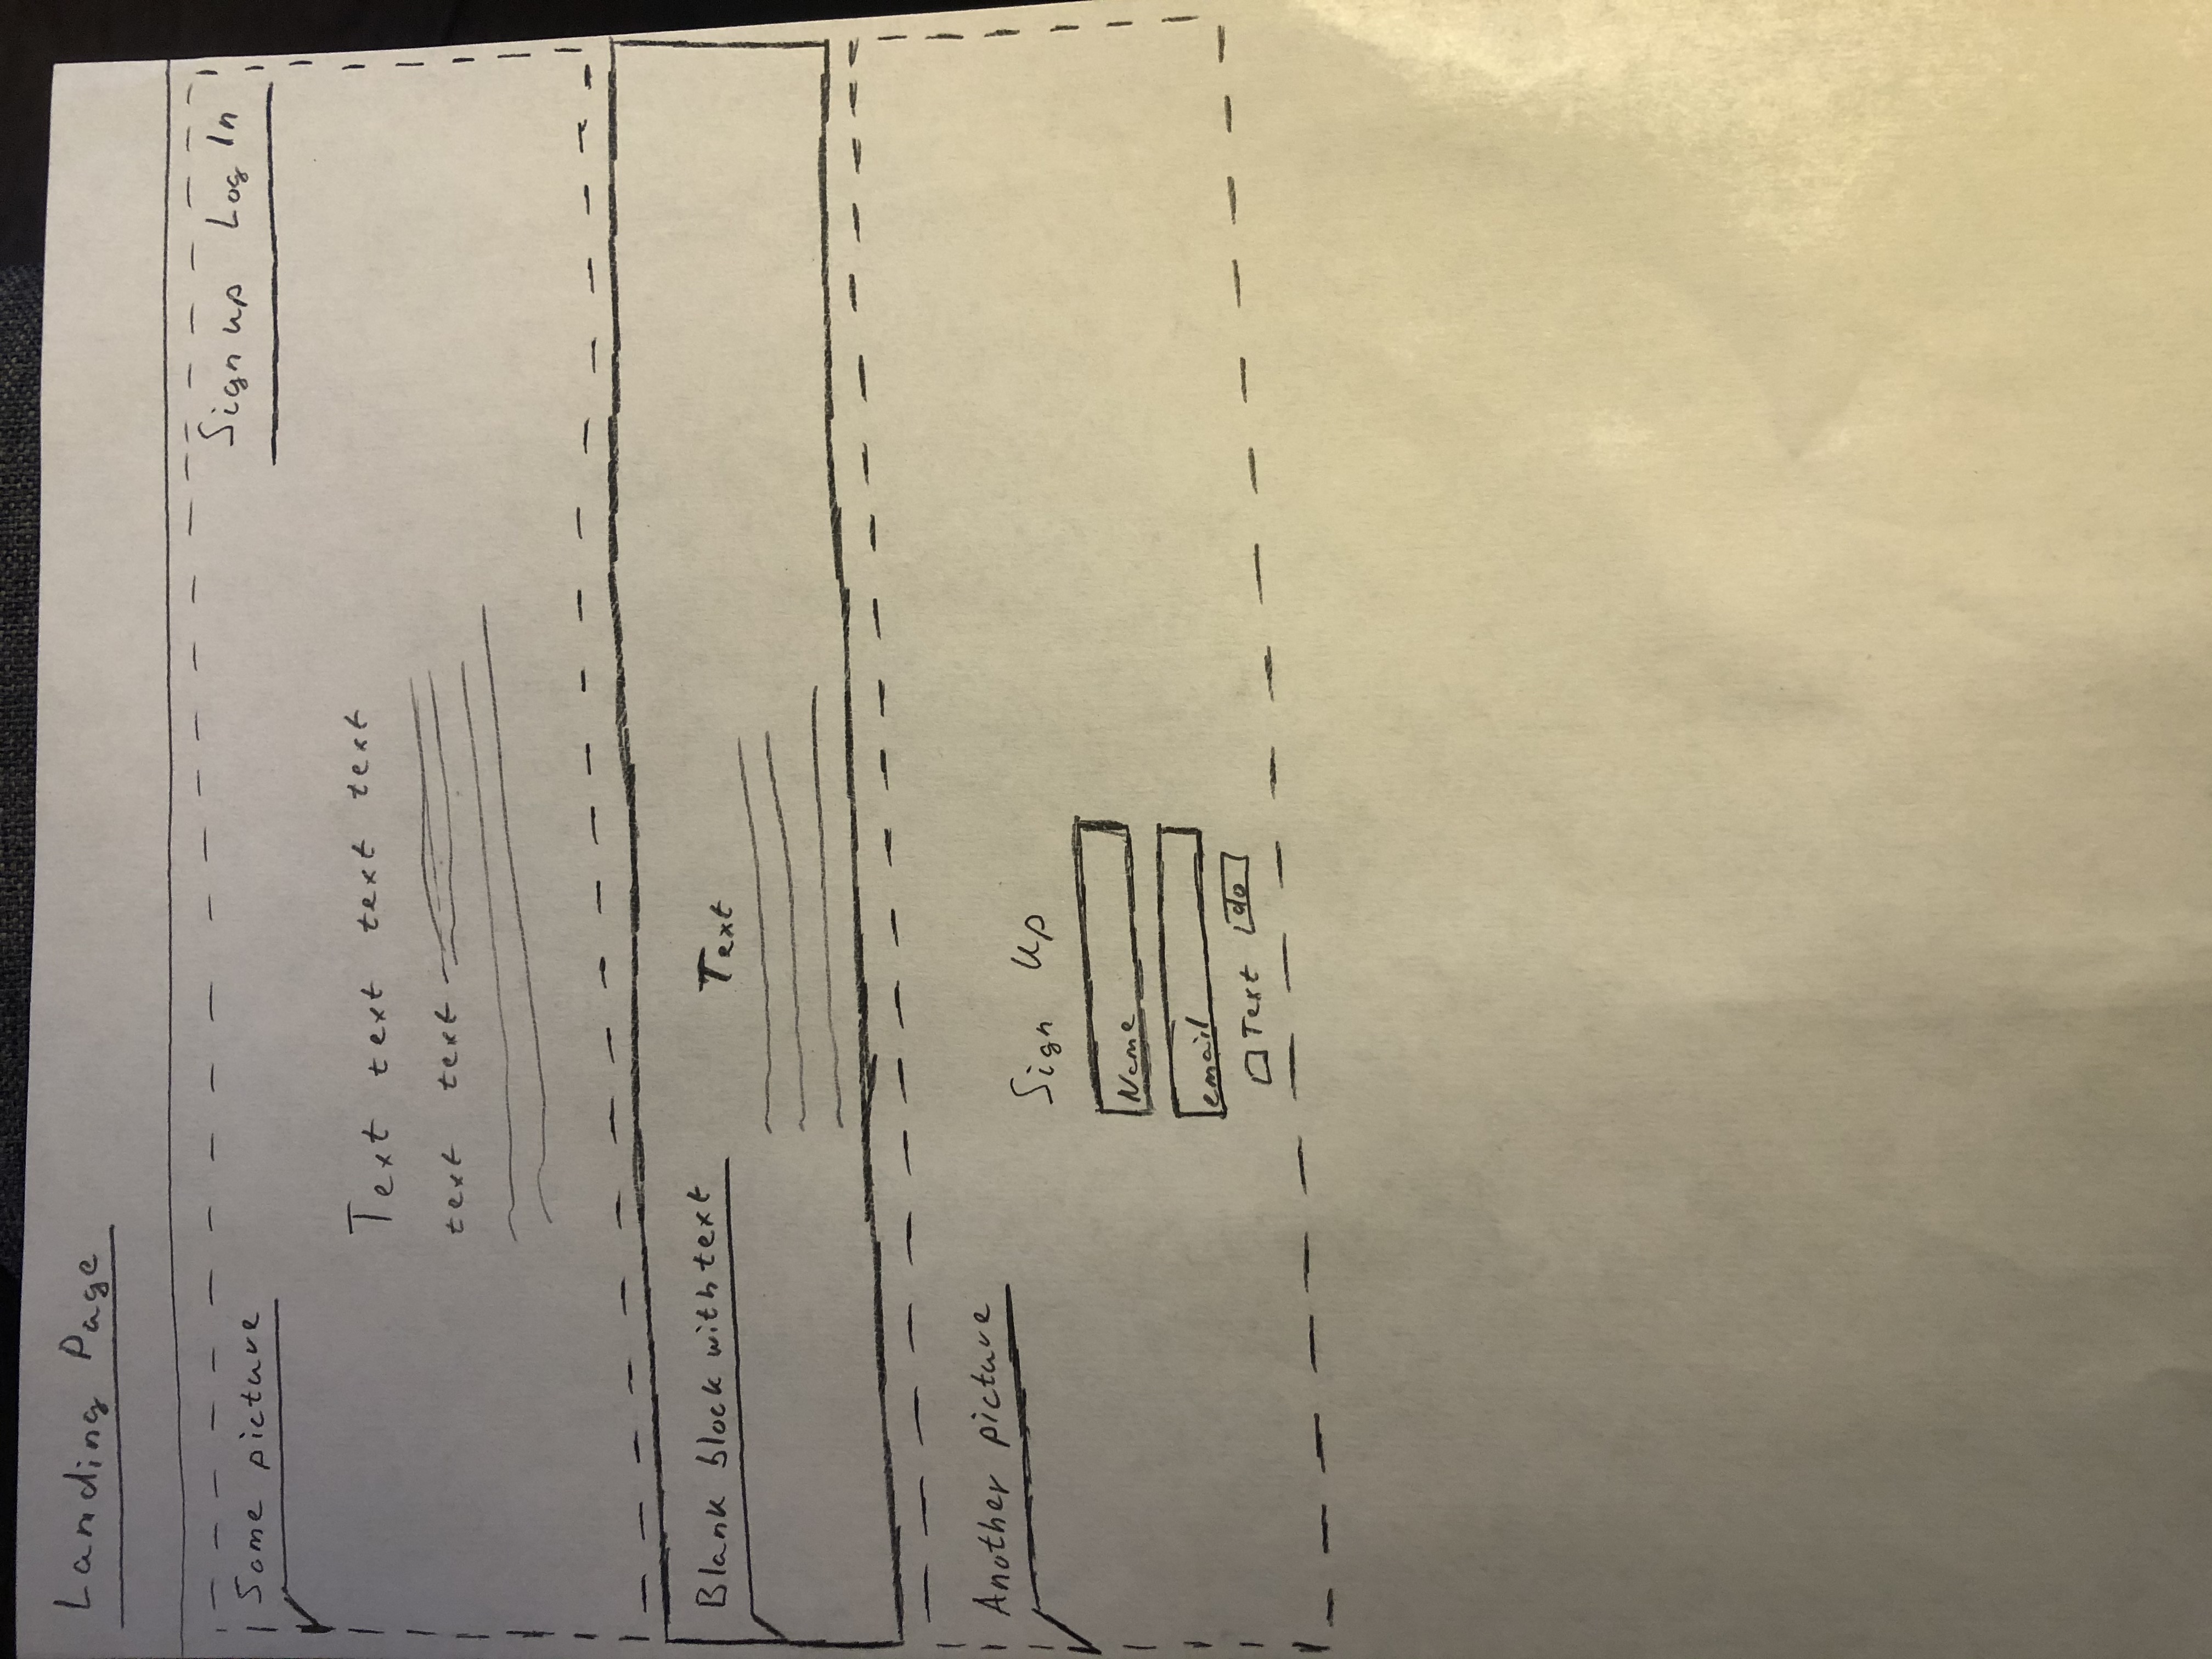 Landing Page
Some picture
Sign up Log In
Text text text text
text text
Blank block with text
Text
Another picture
Sign Up
Name
email
Text do